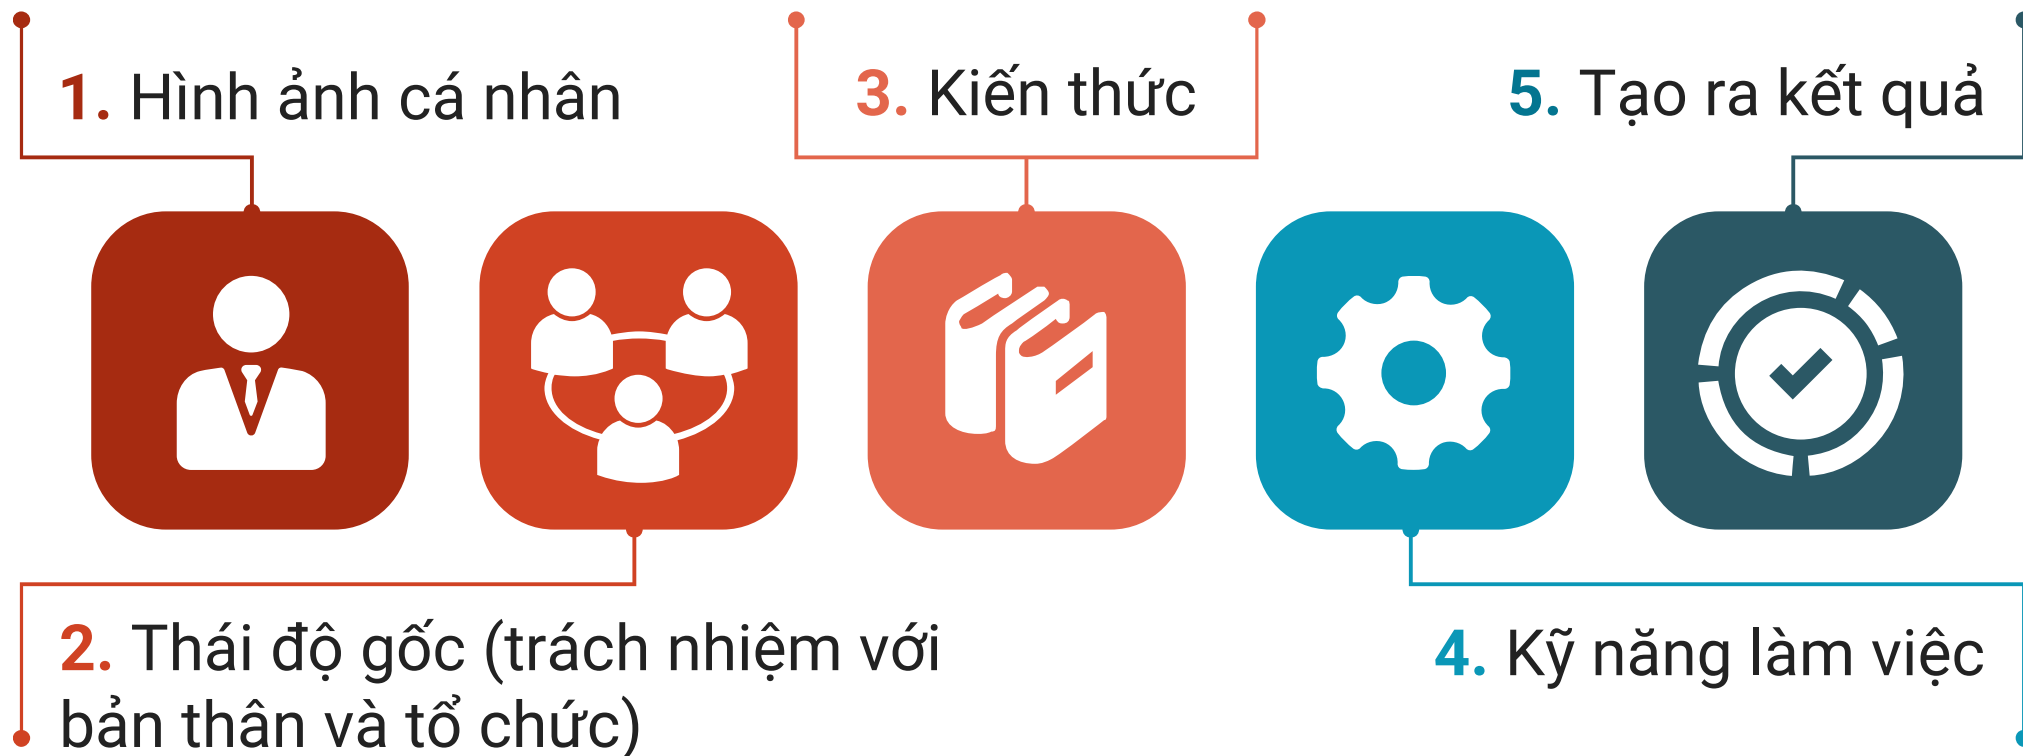 1. Hình ảnh cá nhân
3. Kiến thức
5. Tạo ra kết quả
2. Thái độ gốc (trách nhiệm với
bản thân và tổ chức)
4. Kỹ năng làm việc